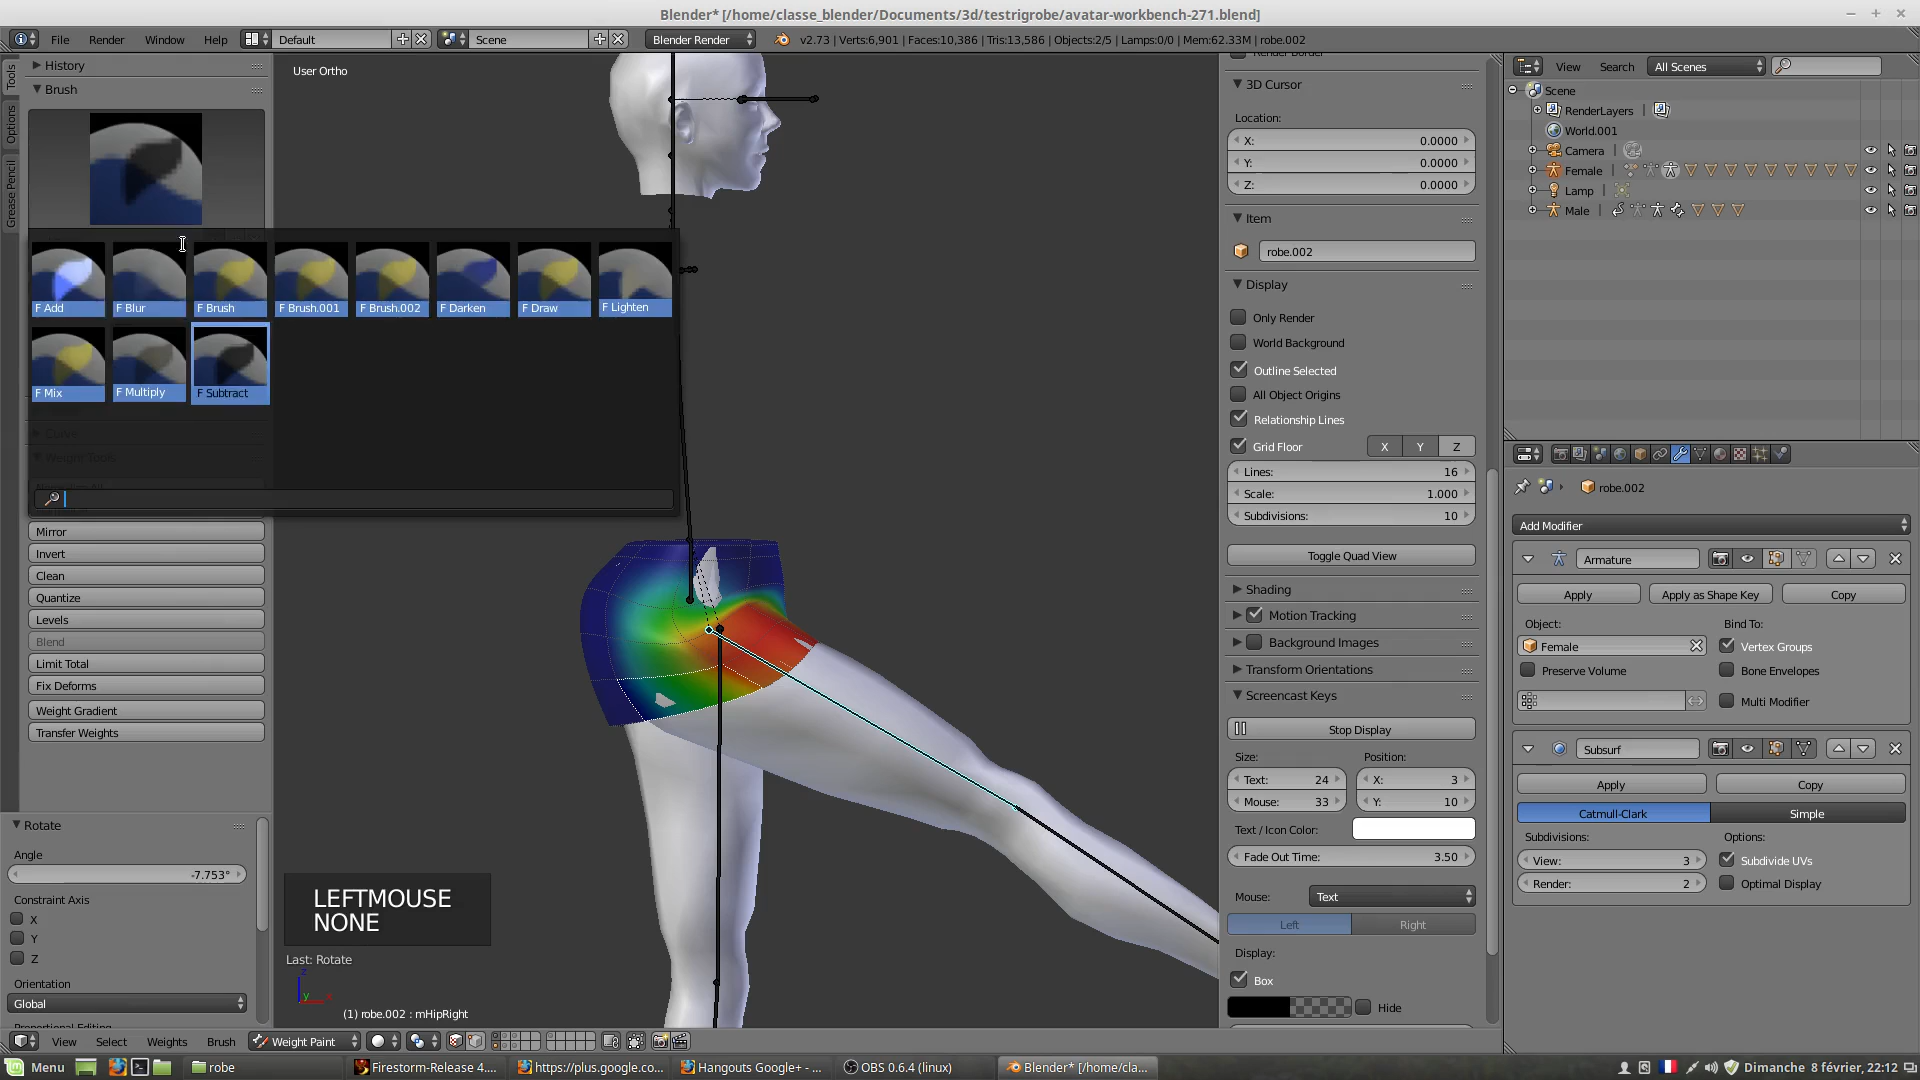 Blender* [/home/classe_blender/Documents/3d/testrigrobe/avatar-workbench-271.blend]
File Render Window Help Default Scene Blender Render v2.73 | Verts:6,901 | Faces:10,386 | Tris:13,586 | Objects:2/5 | Lamps:0/0 | Mem:62.33M | robe.002
Tools
Options
Grease Pencil
History
Brush
F Add
F Blur
F Brush
F Brush.001
F Brush.002
F Darken
F Draw
F Lighten
F Mix
F Multiply
F Subtract
Curve
Weight Tools
Mirror
Invert
Clean
Quantize
Levels
Blend
Limit Total
Fix Deforms
Weight Gradient
Transfer Weights
Rotate
Angle
-7.753°
Constraint Axis
X
Y
Z
Orientation
Global
User Ortho
LEFTMOUSE
NONE
Last: Rotate
z
y
x
(1) robe.002 : mHipRight
View Select Weights Brush Weight Paint
3D Cursor
Location:
X: 0.0000
Y: 0.0000
Z: 0.0000
Item
robe.002
Display
Only Render
World Background
Outline Selected
All Object Origins
Relationship Lines
Grid Floor X Y Z
Lines: 16
Scale: 1.000
Subdivisions: 10
Toggle Quad View
Shading
Motion Tracking
Background Images
Transform Orientations
Screencast Keys
Stop Display
Size: Position:
Text: 24 X: 3
Mouse: 33 Y: 10
Text / Icon Color:
Fade Out Time: 3.50
Mouse: Text
Left Right
Display:
Box
Hide
View Search All Scenes
Scene
RenderLayers
World.001
Camera
Female
Lamp
Male
robe.002
Add Modifier
Armature
Apply Apply as Shape Key Copy
Object: Bind To:
Female Vertex Groups
Preserve Volume Bone Envelopes
Multi Modifier
Subsurf
Apply Copy
Catmull-Clark Simple
Subdivisions: Options:
View: 3 Subdivide UVs
Render: 2 Optimal Display
Menu robe Firestorm-Release 4.... https://plus.google.co... Hangouts Google+ - ... OBS 0.6.4 (linux) Blender* [/home/cla... Dimanche 8 février, 22:12